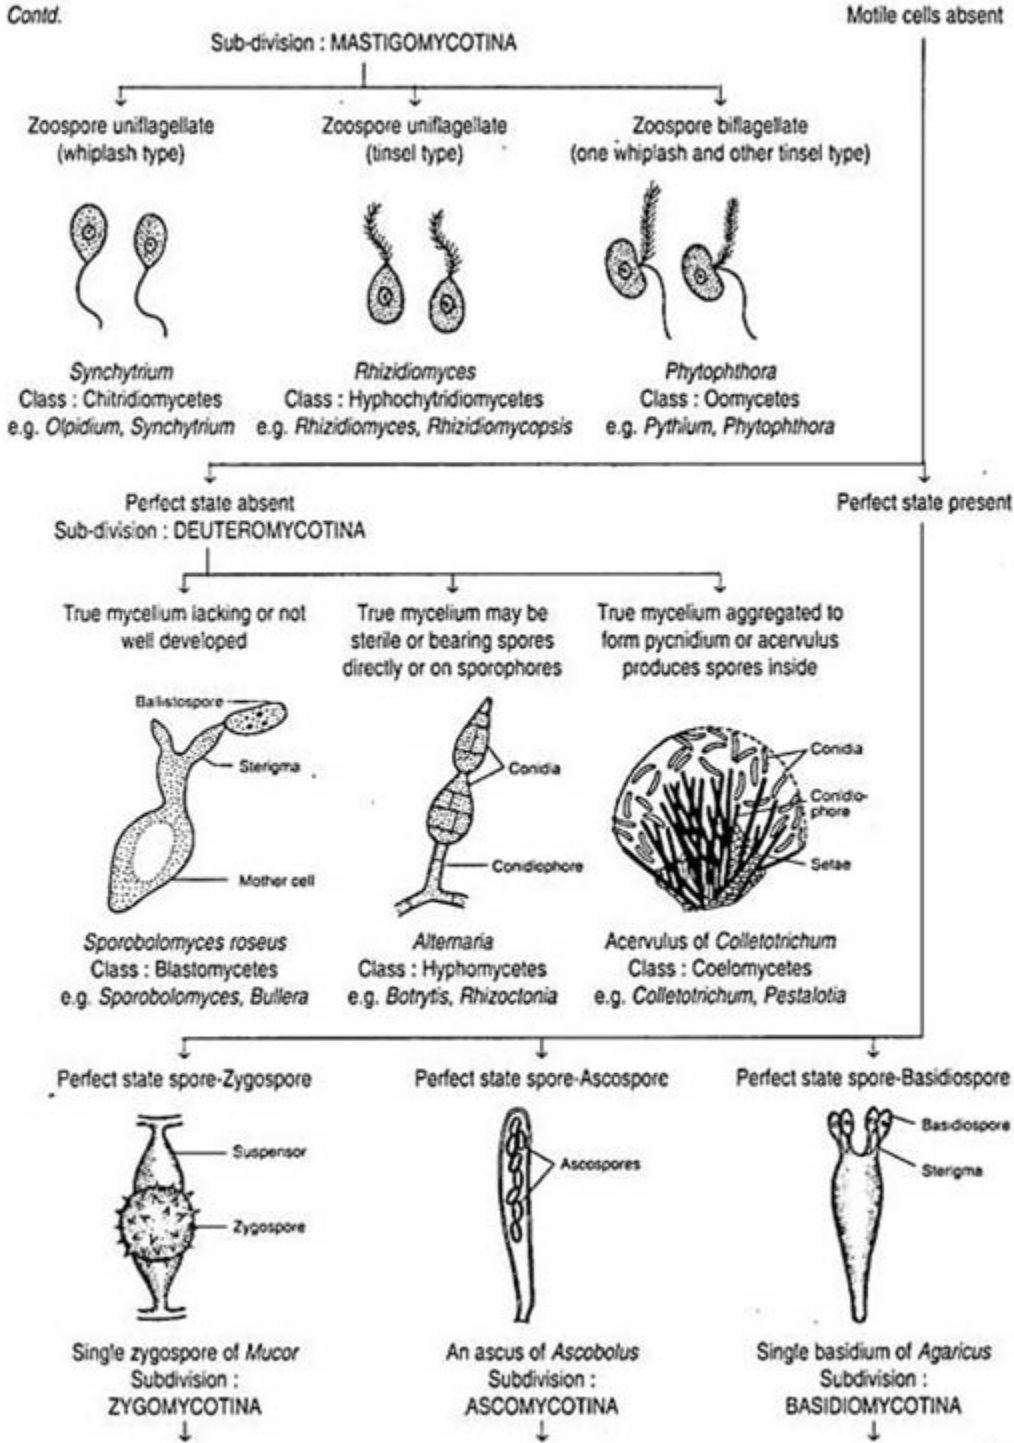 Contd.
Motile cells absent
Sub-division : MASTIGOMYCOTINA
Zoospore uniflagellate
(whiplash type)
Zoospore uniflagellate
(tinsel type)
Zoospore biflagellate
(one whiplash and other tinsel type)
Synchytrium
Class : Chitridiomycetes
e.g. Olpidium, Synchytrium
Rhizidiomyces
Class : Hyphochytridiomycetes
e.g. Rhizidiomyces, Rhizidiomycopsis
Phytophthora
Class : Oomycetes
e.g. Pythium, Phytophthora
Perfect state absent
Sub-division : DEUTEROMYCOTINA
Perfect state present
True mycelium lacking or not
well developed
True mycelium may be
sterile or bearing spores
directly or on sporophores
True mycelium aggregated to
form pycnidium or acervulus
produces spores inside
Ballistospore
Sterigma
Mother cell
Conidia
Conidiophore
Conidia
Conidio-
phore
Setae
Sporobolomyces roseus
Class : Blastomycetes
e.g. Sporobolomyces, Bullera
Alternaria
Class : Hyphomycetes
e.g. Botrytis, Rhizoctonia
Acervulus of Colletotrichum
Class : Coelomycetes
e.g. Colletotrichum, Pestalotia
Perfect state spore-Zygospore
Perfect state spore-Ascospore
Perfect state spore-Basidiospore
Suspensor
Zygospore
Ascospores
Basidiospore
Sterigma
Single zygospore of Mucor
Subdivision :
ZYGOMYCOTINA
An ascus of Ascobolus
Subdivision :
ASCOMYCOTINA
Single basidium of Agaricus
Subdivision :
BASIDIOMYCOTINA